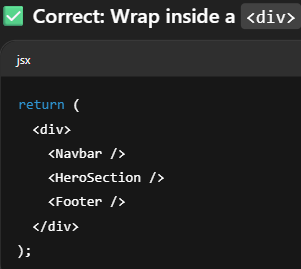 ✅ Correct: Wrap inside a <div>
jsx
return (
  <div>
    <Navbar />
    <HeroSection />
    <Footer />
  </div>
);